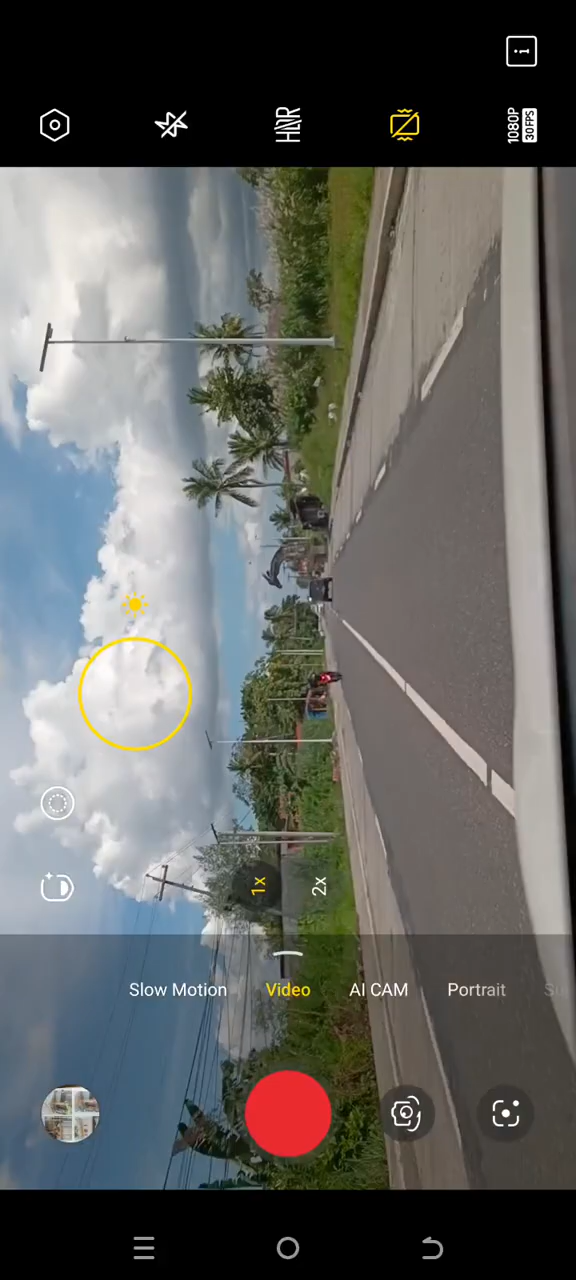 HDR
1080P
30FPS
1x
2x
Slow Motion
Video
AI CAM
Portrait